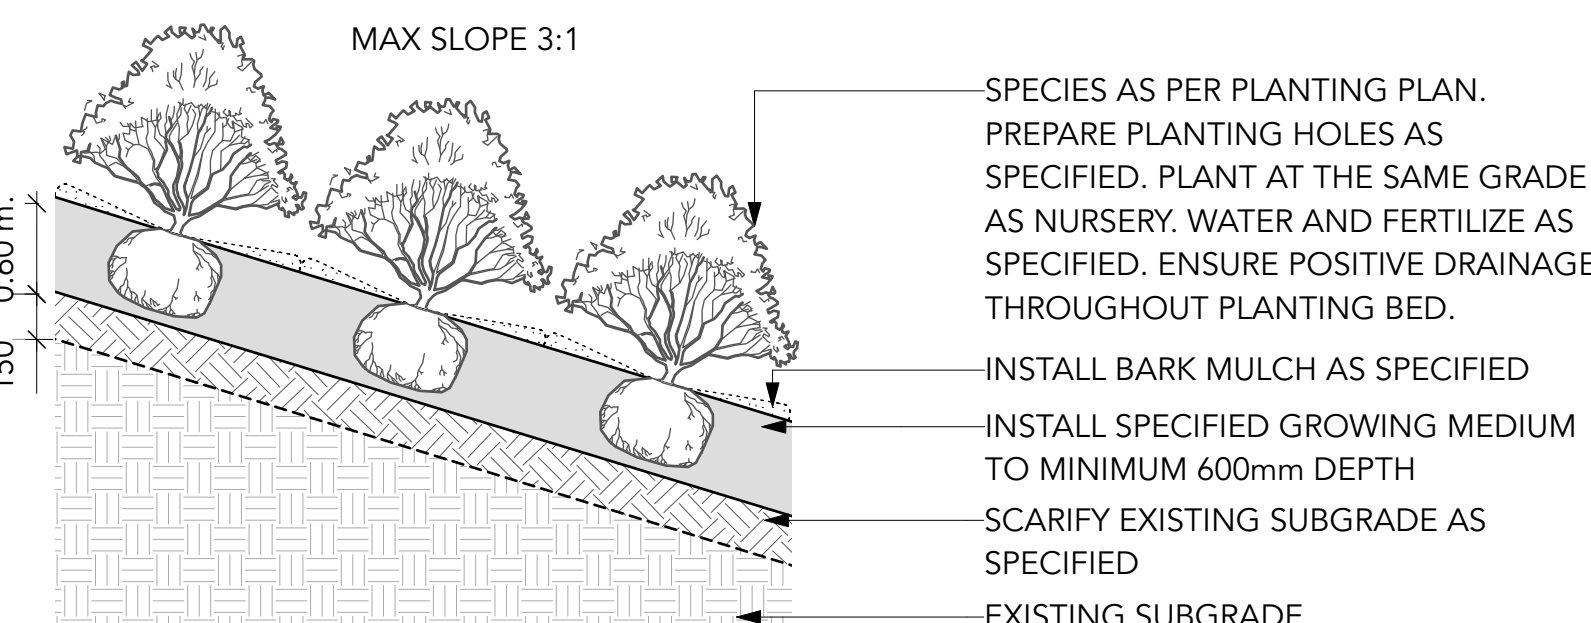 MAX SLOPE 3:1
SPECIES AS PER PLANTING PLAN.
PREPARE PLANTING HOLES AS
SPECIFIED. PLANT AT THE SAME GRADE
AS NURSERY. WATER AND FERTILIZE AS
SPECIFIED. ENSURE POSITIVE DRAINAGE
THROUGHOUT PLANTING BED.
INSTALL BARK MULCH AS SPECIFIED
INSTALL SPECIFIED GROWING MEDIUM
TO MINIMUM 600mm DEPTH
SCARIFY EXISTING SUBGRADE AS
SPECIFIED
EXISTING SUBGRADE
150